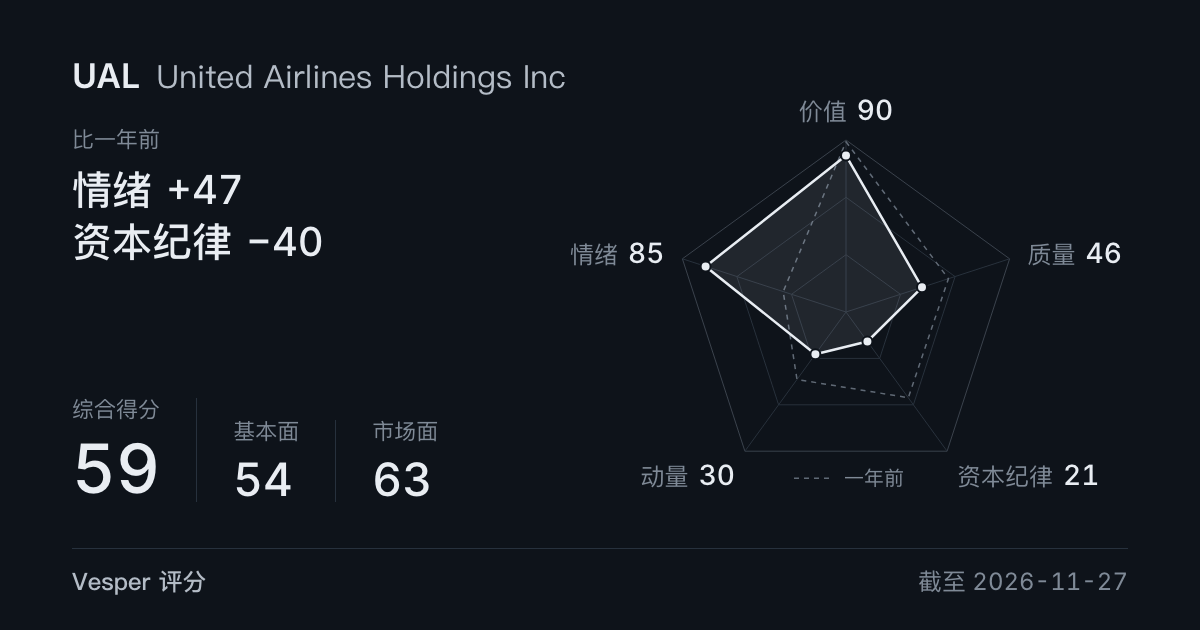 UAL United Airlines Holdings Inc
比一年前
情绪 +47
资本纪律 −40
价值 90
情绪 85
质量 46
动量 30
一年前
资本纪律 21
综合得分
59
基本面
54
市场面
63
Vesper 评分
截至 2026-11-27